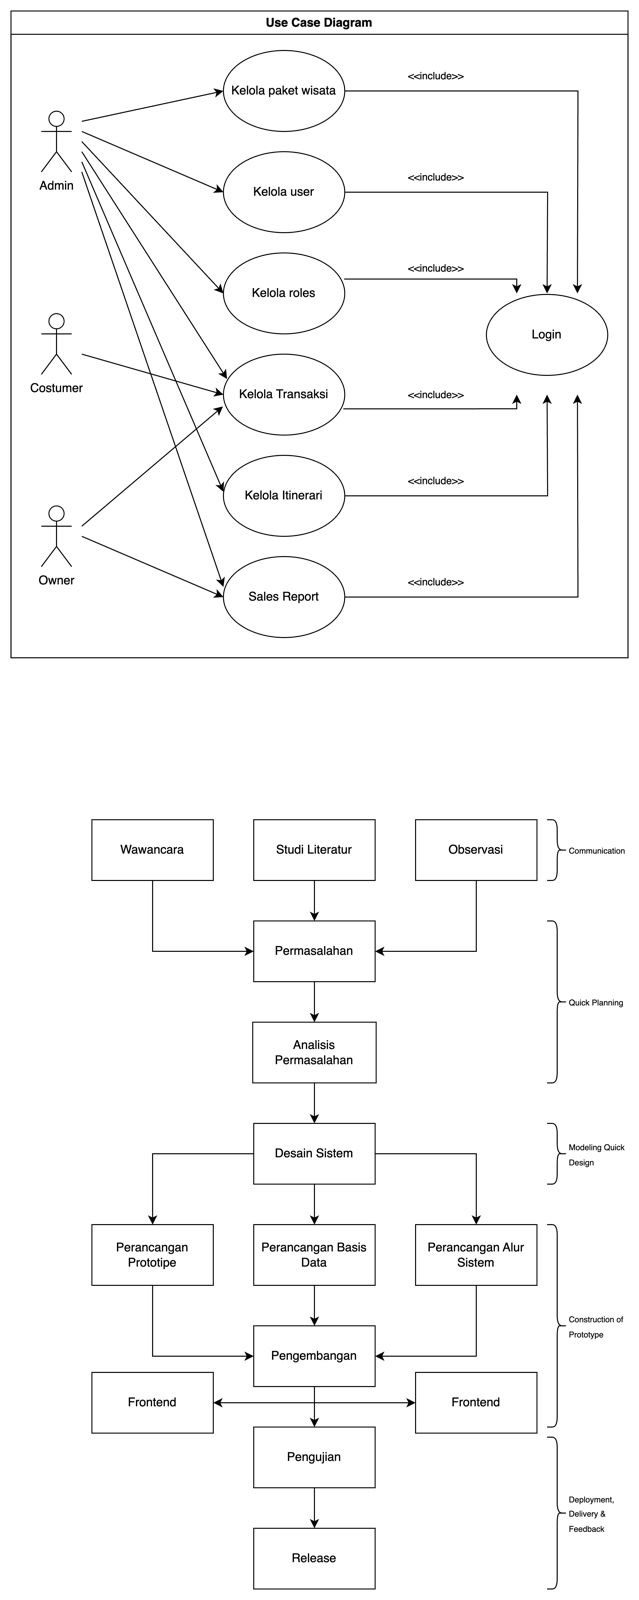 Use Case Diagram
Kelola paket wisata
<<include>>
Admin
Kelola user
<<include>>
Kelola roles
<<include>>
Login
Costumer
Kelola Transaksi
<<include>>
Kelola Itinerari
<<include>>
Owner
Sales Report
<<include>>
Wawancara
Studi Literatur
Observasi
Communication
Permasalahan
Quick Planning
Analisis
Permasalahan
Desain Sistem
Modeling Quick
Design
Perancangan
Prototipe
Perancangan Basis
Data
Perancangan Alur
Sistem
Construction of
Prototype
Pengembangan
Frontend
Frontend
Pengujian
Deployment,
Delivery &
Feedback
Release